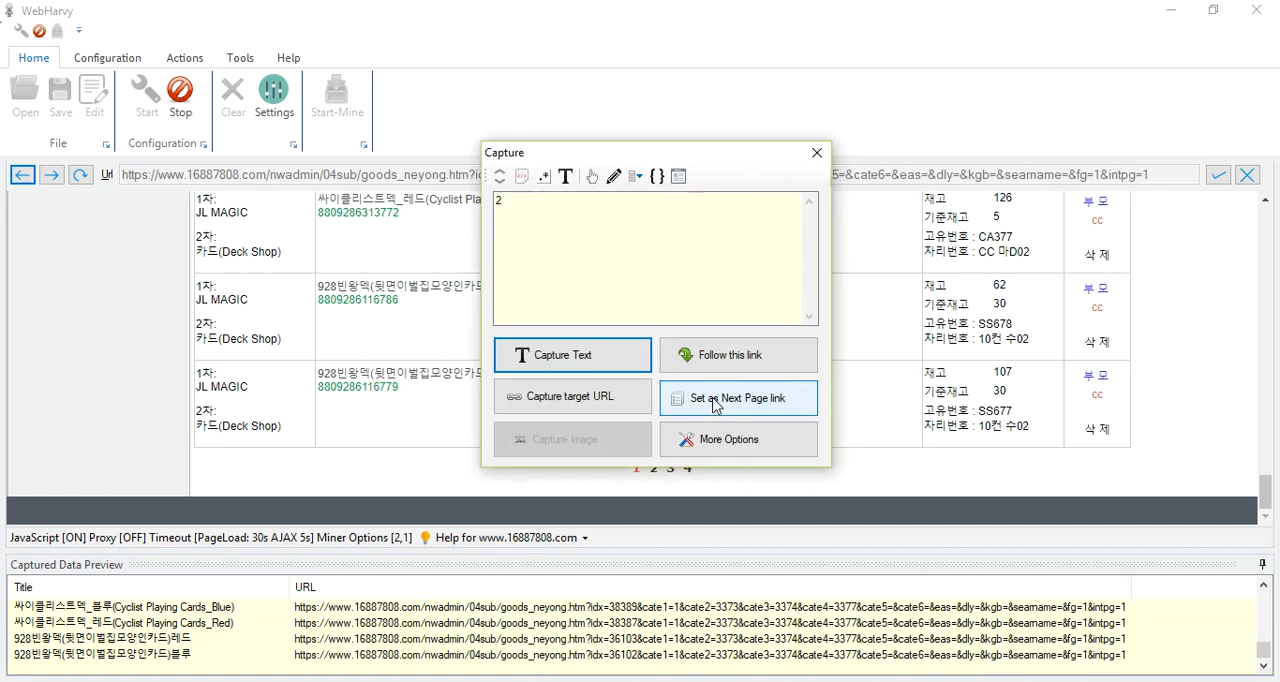 WebHarvy
Home Configuration Actions Tools Help
Open Save Edit Start Stop Clear Settings Start-Mine
File Configuration
Capture
Url https://www.16887808.com/nwadmin/04sub/goods_neyong.htm?i 5=&cate6=&eas=&dly=&kgb=&searname=&fg=1&intpg=1
2
Capture Text Follow this link
Capture target URL Set as Next Page link
Capture Image More Options
1차: 싸이클리스트덱_레드(Cyclist Pla 재고 126 부 모
JL MAGIC 8809286313772 기준재고 5 CC
2차: 고유번호 : CA377
카드(Deck Shop) 자리번호 : CC 마D02 삭 제
1차: 928빈왕덱(뒷면이벌집모양인카드 재고 62 부 모
JL MAGIC 8809286116786 기준재고 30 CC
2차: 고유번호 : SS678
카드(Deck Shop) 자리번호 : 10컨 수02 삭 제
1차: 928빈왕덱(뒷면이벌집모양인카드 재고 107 부 모
JL MAGIC 8809286116779 기준재고 30 CC
2차: 고유번호 : SS677
카드(Deck Shop) 자리번호 : 10컨 수02 삭 제
1 2 3 4
JavaScript [ON] Proxy [OFF] Timeout [PageLoad: 30s AJAX 5s] Miner Options [2,1] Help for www.16887808.com
Captured Data Preview
Title URL
싸이클리스트덱_블루(Cyclist Playing Cards_Blue) https://www.16887808.com/nwadmin/04sub/goods_neyong.htm?idx=38389&cate1=1&cate2=3373&cate3=3374&cate4=3377&cate5=&cate6=&eas=&dly=&kgb=&searname=&fg=1&intpg=1
싸이클리스트덱_레드(Cyclist Playing Cards_Red) https://www.16887808.com/nwadmin/04sub/goods_neyong.htm?idx=38387&cate1=1&cate2=3373&cate3=3374&cate4=3377&cate5=&cate6=&eas=&dly=&kgb=&searname=&fg=1&intpg=1
928빈왕덱(뒷면이벌집모양인카드)레드 https://www.16887808.com/nwadmin/04sub/goods_neyong.htm?idx=36103&cate1=1&cate2=3373&cate3=3374&cate4=3377&cate5=&cate6=&eas=&dly=&kgb=&searname=&fg=1&intpg=1
928빈왕덱(뒷면이벌집모양인카드)블루 https://www.16887808.com/nwadmin/04sub/goods_neyong.htm?idx=36102&cate1=1&cate2=3373&cate3=3374&cate4=3377&cate5=&cate6=&eas=&dly=&kgb=&searname=&fg=1&intpg=1